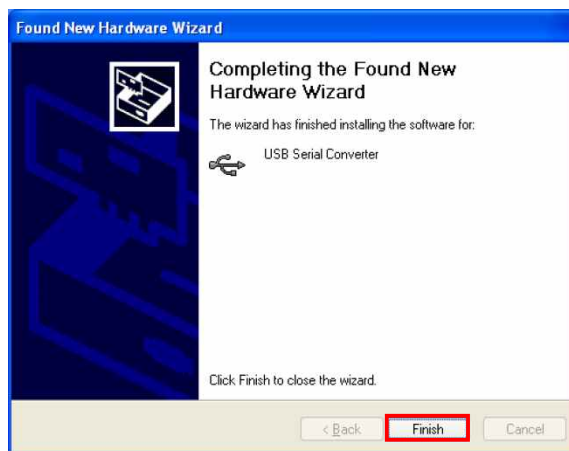 Found New Hardware Wizard
Completing the Found New
Hardware Wizard
The wizard has finished installing the software for:
USB Serial Converter
Click Finish to close the wizard.
< Back
Finish
Cancel